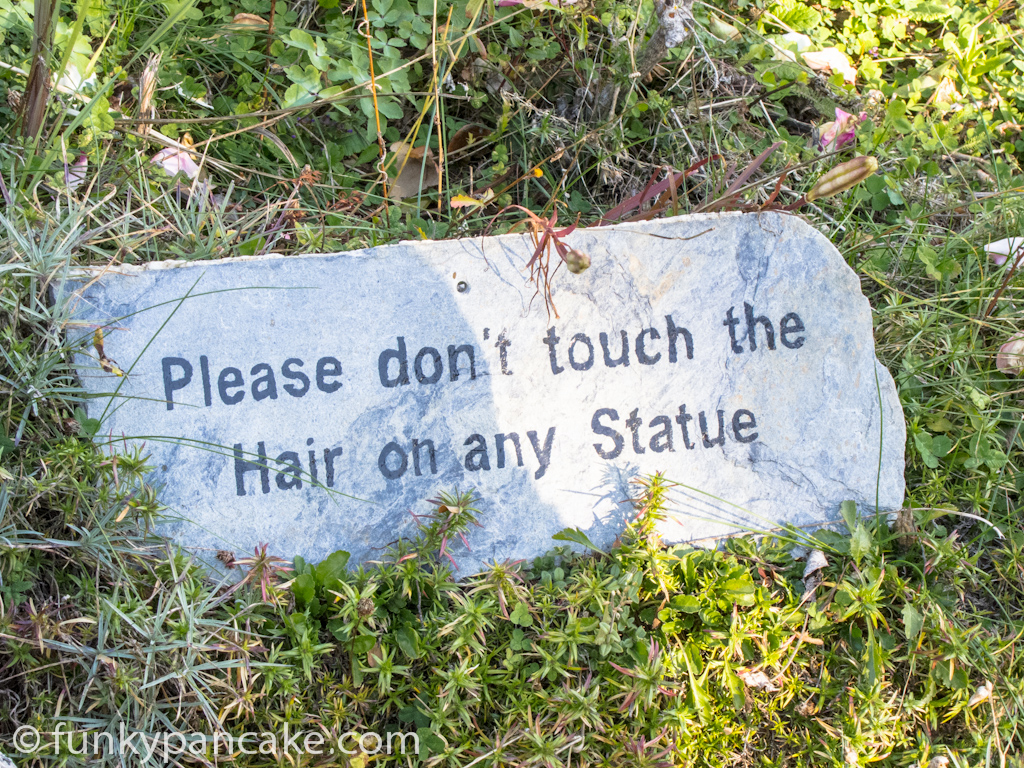 Please don't touch the
Hair on any Statue
© funkypancake.com